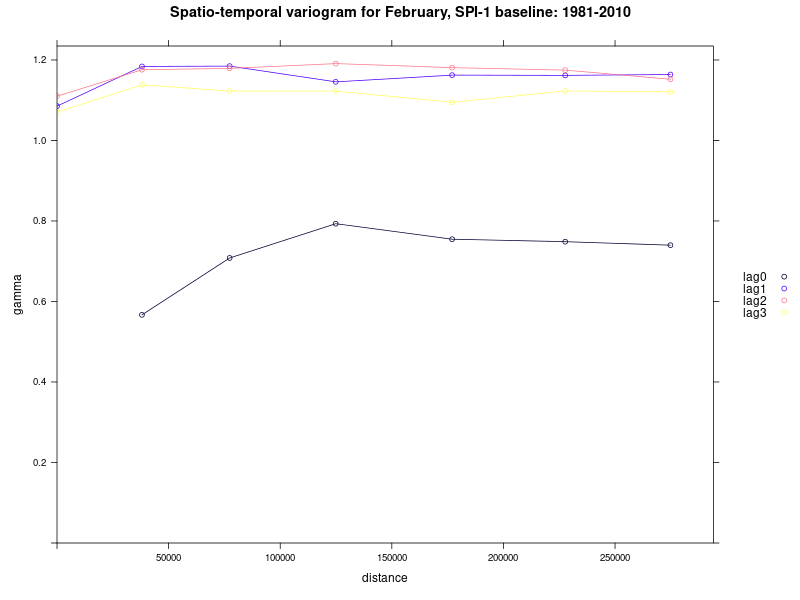 Spatio-temporal variogram for February, SPI-1 baseline: 1981-2010
1.2
1.0
0.8
0.6
0.4
0.2
gamma
50000 100000 150000 200000 250000
distance
lag0
lag1
lag2
lag3